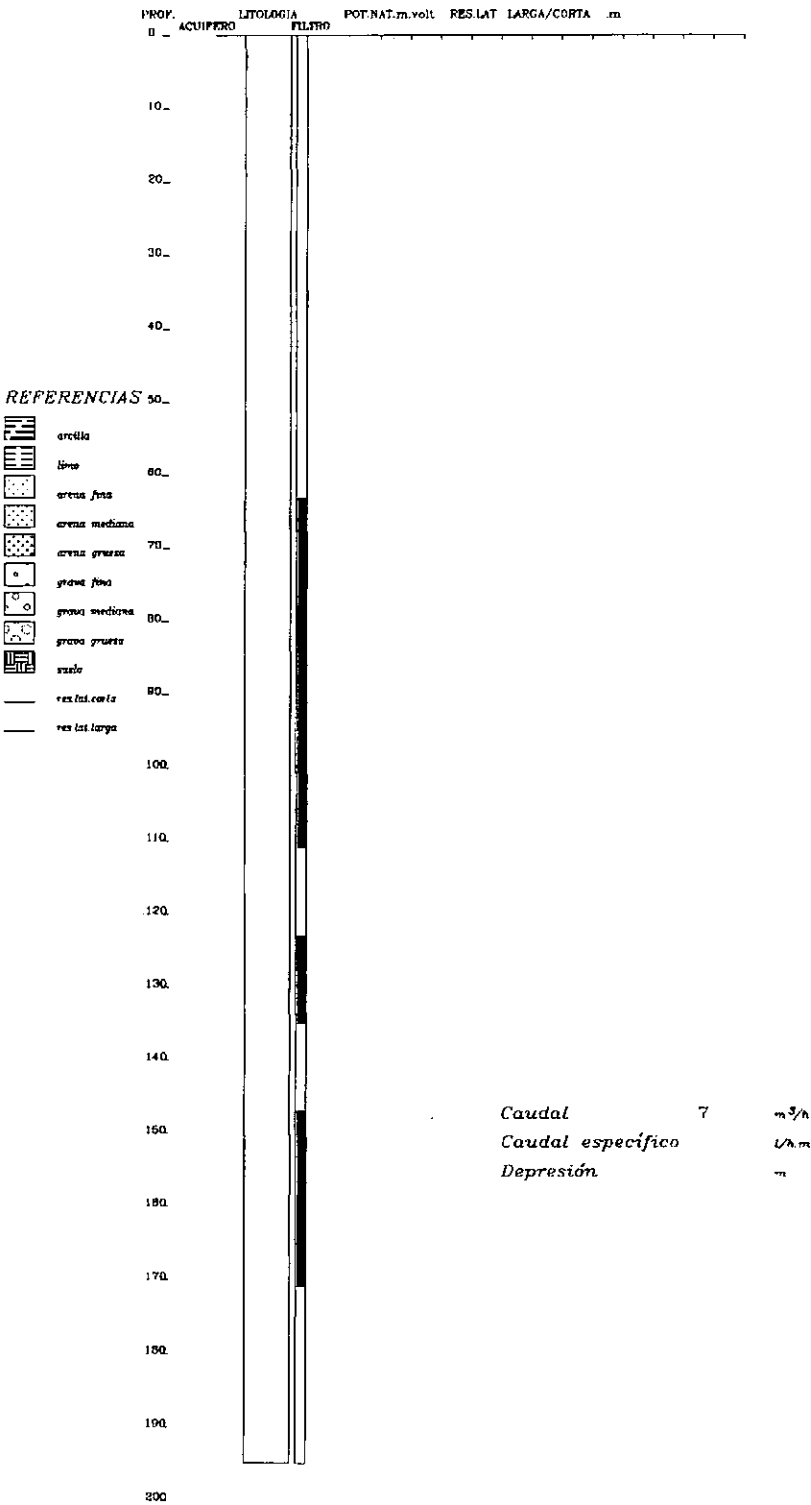 PROF. LITOLOGIA POT.NAT.m.volt RES.LAT LARGA/CORTA .m
ACUIFERO FILTRO
0
10
20
30
40
REFERENCIAS
50
arcilla
limo
60
arena fina
arena mediana
arena gruesa
70
grava fina
grava mediana
80
grava gruesa
suelo
90
res.lat.corta
res.lat.larga
100
110
120
130
140
Caudal 7 m³/h
150
Caudal específico l/h.m
Depresión m
160
170
180
190
200